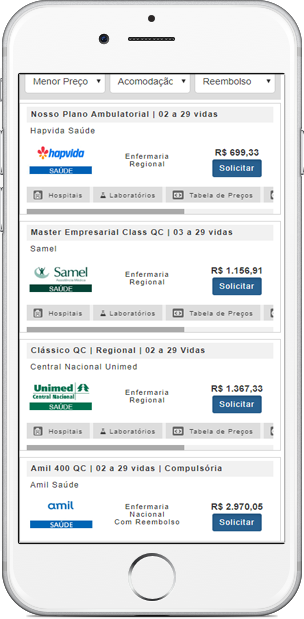 Menor Preço
Acomodaçã
Reembolso
Nosso Plano Ambulatorial | 02 a 29 vidas
Hapvida Saúde
hapvida
SAÚDE
Enfermaria
Regional
R$ 699,33
Solicitar
Hospitais
Laboratórios
Tabela de Preços
Master Empresarial Class QC | 03 a 29 vidas
Samel
Samel
SAÚDE
Enfermaria
Regional
R$ 1.156,91
Solicitar
Hospitais
Laboratórios
Tabela de Preços
Clássico QC | Regional | 02 a 29 Vidas
Central Nacional Unimed
Unimed
Central Nacional
SAÚDE
Enfermaria
Regional
R$ 1.367,33
Solicitar
Hospitais
Laboratórios
Tabela de Preços
Amil 400 QC | 02 a 29 vidas | Compulsória
Amil Saúde
amil
SAÚDE
Enfermaria
Nacional
Com Reembolso
R$ 2.970,05
Solicitar